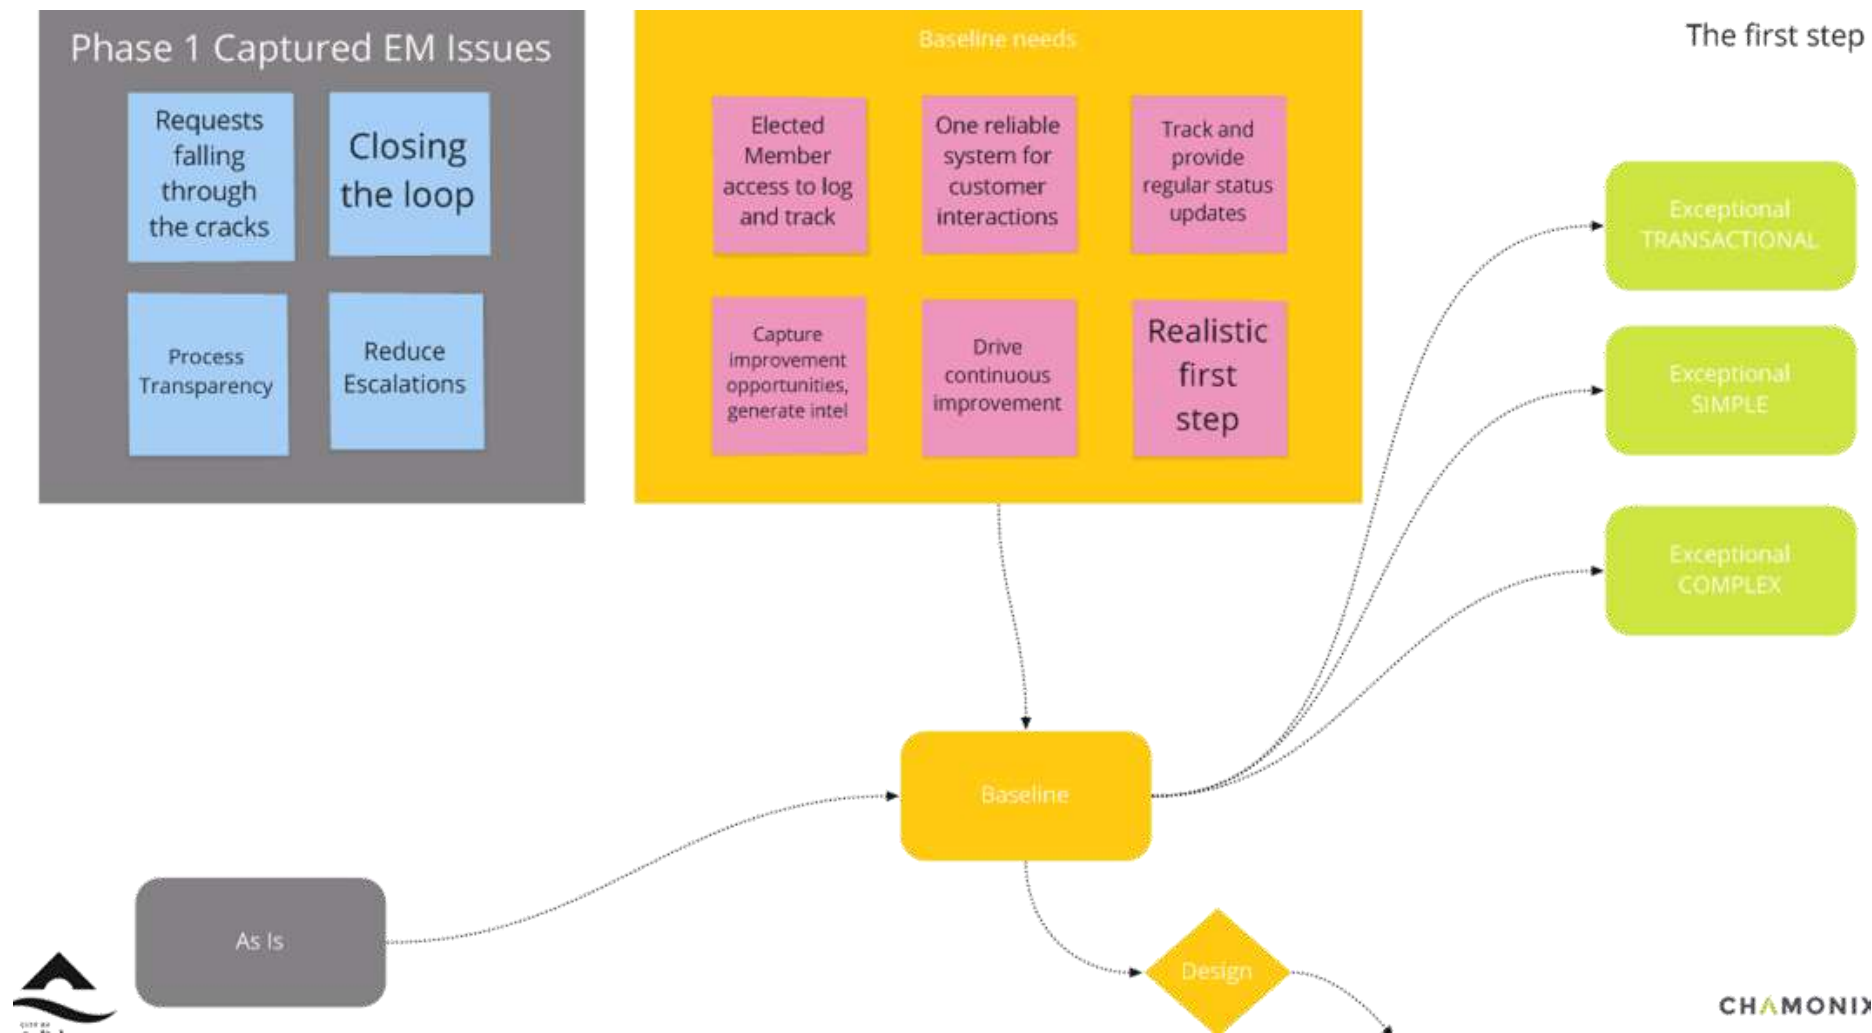 Phase 1 Captured EM Issues
Requests
falling
through
the cracks
Closing
the loop
Process
Transparency
Reduce
Escalations
Baseline needs
Elected
Member
access to log
and track
One reliable
system for
customer
interactions
Track and
provide
regular status
updates
Capture
improvement
opportunities,
generate intel
Drive
continuous
improvement
Realistic
first
step
The first step
Exceptional
TRANSACTIONAL
Exceptional
SIMPLE
Exceptional
COMPLEX
Baseline
As Is
Design
CHAMONIX